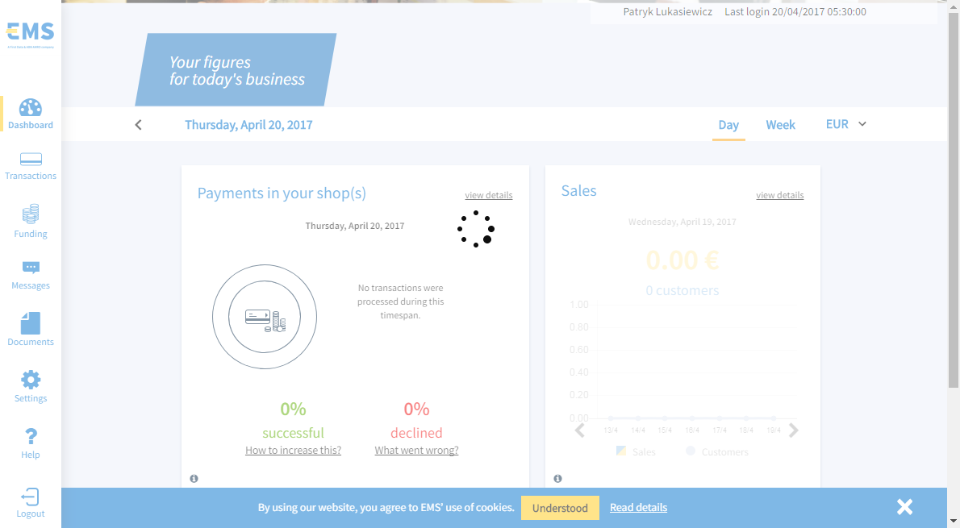 Patryk Lukasiewicz Last login 20/04/2017 05:30:00
EMS
Your figures
for today's business
Dashboard
Thursday, April 20, 2017
Day Week EUR
Transactions
Funding
Messages
Documents
Settings
Help
Logout
Payments in your shop(s)
view details
Thursday, April 20, 2017
No transactions were
processed during this
timespan.
0%
successful
How to increase this?
0%
declined
What went wrong?
Sales
view details
Wednesday, April 19, 2017
0.00 €
0 customers
1.00
0.80
0.60
0.40
0.20
0.00
13/4 14/4 15/4 16/4 17/4 18/4 19/4
Sales Customers
By using our website, you agree to EMS' use of cookies. Understood Read details